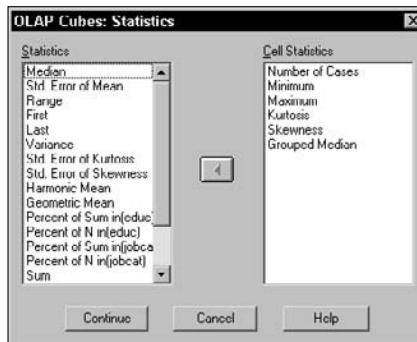 OLAP Cubes: Statistics
Statistics
Median
Std. Error of Mean
Range
First
Last
Variance
Std. Error of Kurtosis
Std. Error of Skewness
Harmonic Mean
Geometric Mean
Percent of Sum in(educ)
Percent of N in(educ)
Percent of Sum in(jobca
Percent of N in(jobcat)
Sum
Cell Statistics
Number of Cases
Minimum
Maximum
Kurtosis
Skewness
Grouped Median
Continue
Cancel
Help